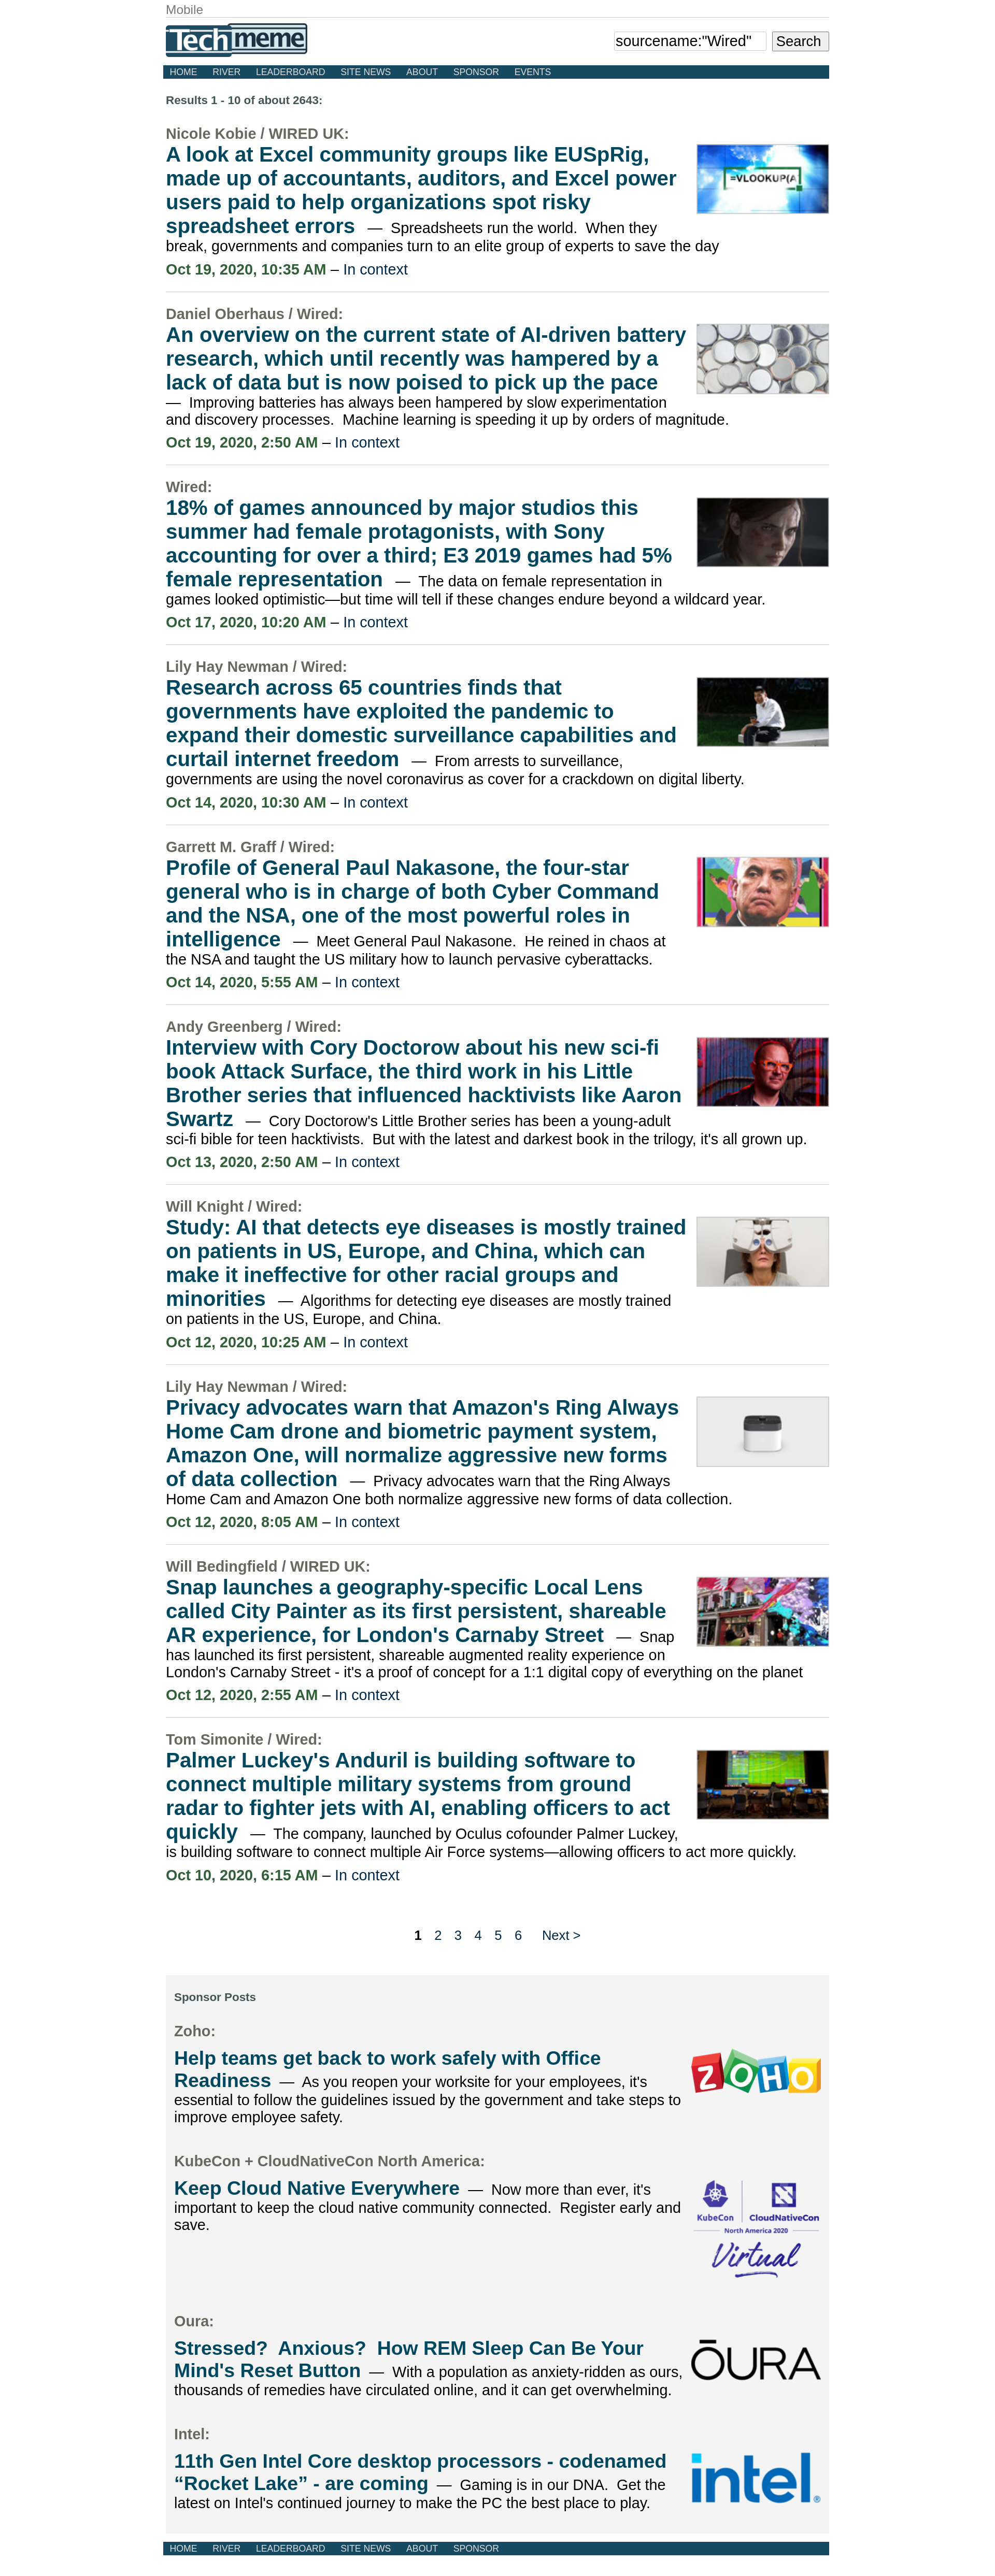 Mobile
Techmeme
sourcename:"Wired" Search
HOME RIVER LEADERBOARD SITE NEWS ABOUT SPONSOR EVENTS
Results 1 - 10 of about 2643:
Nicole Kobie / WIRED UK:
A look at Excel community groups like EUSpRig,
made up of accountants, auditors, and Excel power
users paid to help organizations spot risky
spreadsheet errors — Spreadsheets run the world. When they
break, governments and companies turn to an elite group of experts to save the day
=VLOOKUP(A
Oct 19, 2020, 10:35 AM – In context
Daniel Oberhaus / Wired:
An overview on the current state of AI-driven battery
research, which until recently was hampered by a
lack of data but is now poised to pick up the pace
— Improving batteries has always been hampered by slow experimentation
and discovery processes. Machine learning is speeding it up by orders of magnitude.
Oct 19, 2020, 2:50 AM – In context
Wired:
18% of games announced by major studios this
summer had female protagonists, with Sony
accounting for over a third; E3 2019 games had 5%
female representation — The data on female representation in
games looked optimistic—but time will tell if these changes endure beyond a wildcard year.
Oct 17, 2020, 10:20 AM – In context
Lily Hay Newman / Wired:
Research across 65 countries finds that
governments have exploited the pandemic to
expand their domestic surveillance capabilities and
curtail internet freedom — From arrests to surveillance,
governments are using the novel coronavirus as cover for a crackdown on digital liberty.
Oct 14, 2020, 10:30 AM – In context
Garrett M. Graff / Wired:
Profile of General Paul Nakasone, the four-star
general who is in charge of both Cyber Command
and the NSA, one of the most powerful roles in
intelligence — Meet General Paul Nakasone. He reined in chaos at
the NSA and taught the US military how to launch pervasive cyberattacks.
Oct 14, 2020, 5:55 AM – In context
Andy Greenberg / Wired:
Interview with Cory Doctorow about his new sci-fi
book Attack Surface, the third work in his Little
Brother series that influenced hacktivists like Aaron
Swartz — Cory Doctorow's Little Brother series has been a young-adult
sci-fi bible for teen hacktivists. But with the latest and darkest book in the trilogy, it's all grown up.
Oct 13, 2020, 2:50 AM – In context
Will Knight / Wired:
Study: AI that detects eye diseases is mostly trained
on patients in US, Europe, and China, which can
make it ineffective for other racial groups and
minorities — Algorithms for detecting eye diseases are mostly trained
on patients in the US, Europe, and China.
Oct 12, 2020, 10:25 AM – In context
Lily Hay Newman / Wired:
Privacy advocates warn that Amazon's Ring Always
Home Cam drone and biometric payment system,
Amazon One, will normalize aggressive new forms
of data collection — Privacy advocates warn that the Ring Always
Home Cam and Amazon One both normalize aggressive new forms of data collection.
Oct 12, 2020, 8:05 AM – In context
Will Bedingfield / WIRED UK:
Snap launches a geography-specific Local Lens
called City Painter as its first persistent, shareable
AR experience, for London's Carnaby Street — Snap
has launched its first persistent, shareable augmented reality experience on
London's Carnaby Street - it's a proof of concept for a 1:1 digital copy of everything on the planet
Oct 12, 2020, 2:55 AM – In context
Tom Simonite / Wired:
Palmer Luckey's Anduril is building software to
connect multiple military systems from ground
radar to fighter jets with AI, enabling officers to act
quickly — The company, launched by Oculus cofounder Palmer Luckey,
is building software to connect multiple Air Force systems—allowing officers to act more quickly.
Oct 10, 2020, 6:15 AM – In context
1 2 3 4 5 6 Next >
Sponsor Posts
Zoho:
Help teams get back to work safely with Office
Readiness — As you reopen your worksite for your employees, it's
essential to follow the guidelines issued by the government and take steps to
improve employee safety.
ZOHO
KubeCon + CloudNativeCon North America:
Keep Cloud Native Everywhere — Now more than ever, it's
important to keep the cloud native community connected. Register early and
save.
KubeCon CloudNativeCon
North America 2020
Virtual
Oura:
Stressed? Anxious? How REM Sleep Can Be Your
Mind's Reset Button — With a population as anxiety-ridden as ours,
thousands of remedies have circulated online, and it can get overwhelming.
ŌURA
Intel:
11th Gen Intel Core desktop processors - codenamed
“Rocket Lake” - are coming — Gaming is in our DNA. Get the
latest on Intel's continued journey to make the PC the best place to play.
intel®
HOME RIVER LEADERBOARD SITE NEWS ABOUT SPONSOR